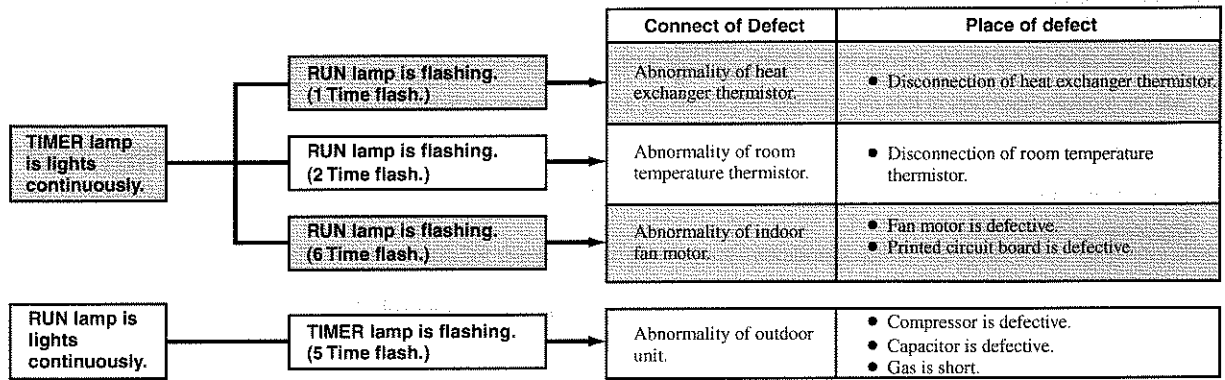 Connect of Defect
Place of defect
RUN lamp is flashing.
(1 Time flash.)
Abnormality of heat
exchanger thermistor.
● Disconnection of heat exchanger thermistor.
TIMER lamp
is lights
continuously.
RUN lamp is flashing.
(2 Time flash.)
Abnormality of room
temperature thermistor.
● Disconnection of room temperature
thermistor.
RUN lamp is flashing.
(6 Time flash.)
Abnormality of indoor
fan motor.
● Fan motor is defective.
● Printed circuit board is defective.
RUN lamp is
lights
continuously.
TIMER lamp is flashing.
(5 Time flash.)
Abnormality of outdoor
unit.
● Compressor is defective.
● Capacitor is defective.
● Gas is short.